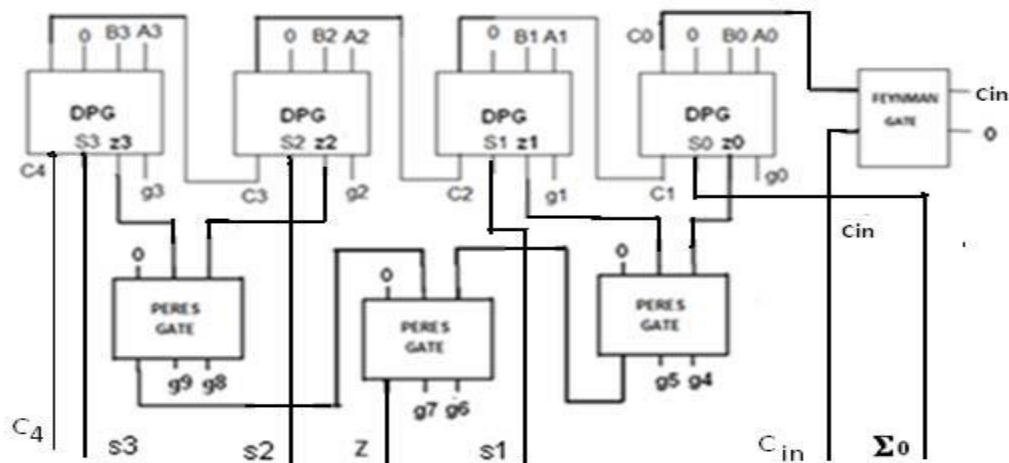 0 B3 A3 0 B2 A2 0 B1 A1 C0 0 B0 A0
DPG DPG DPG DPG FEYNMAN GATE Cin
S3 z3 S2 z2 S1 z1 S0 z0 0
C4 g3 C3 g2 C2 g1 C1 g0
Cin
0 0 0
PERES GATE PERES GATE PERES GATE
g9 g8 g7 g6 g5 g4
C4 s3 s2 Z s1 Cin Σ0